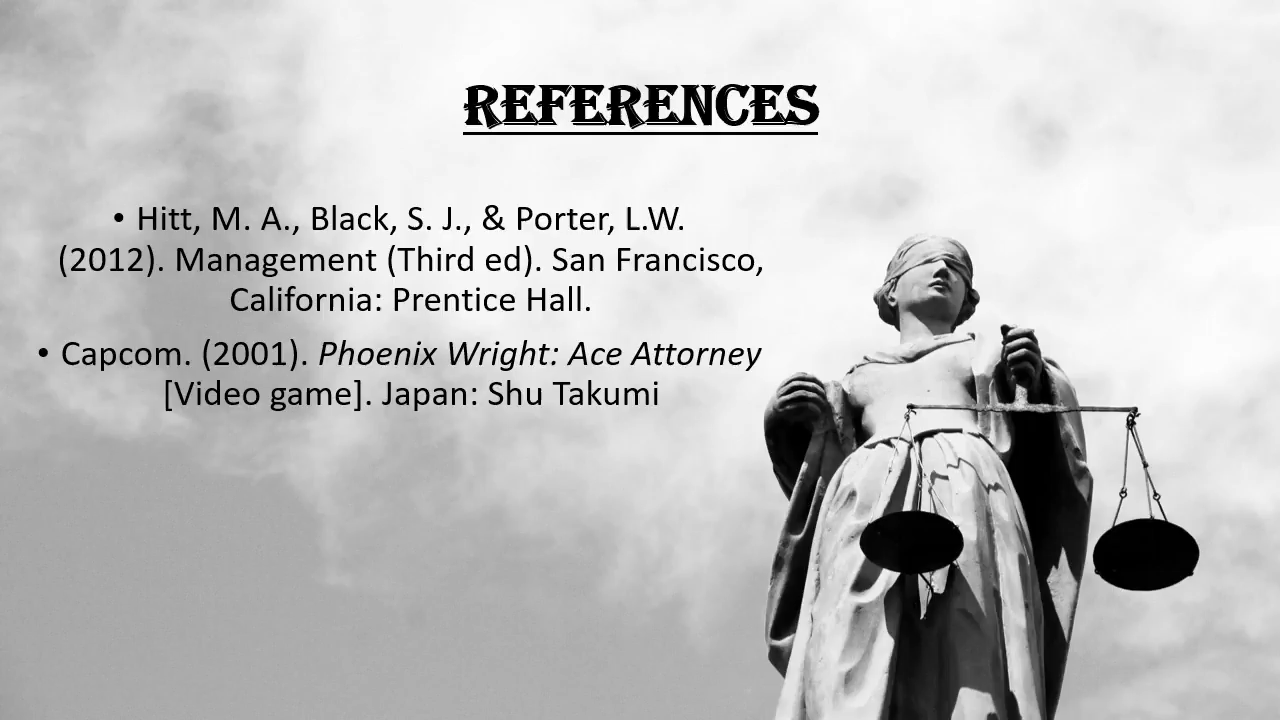 REFERENCES
• Hitt, M. A., Black, S. J., & Porter, L.W.
(2012). Management (Third ed). San Francisco,
California: Prentice Hall.
• Capcom. (2001). Phoenix Wright: Ace Attorney
[Video game]. Japan: Shu Takumi